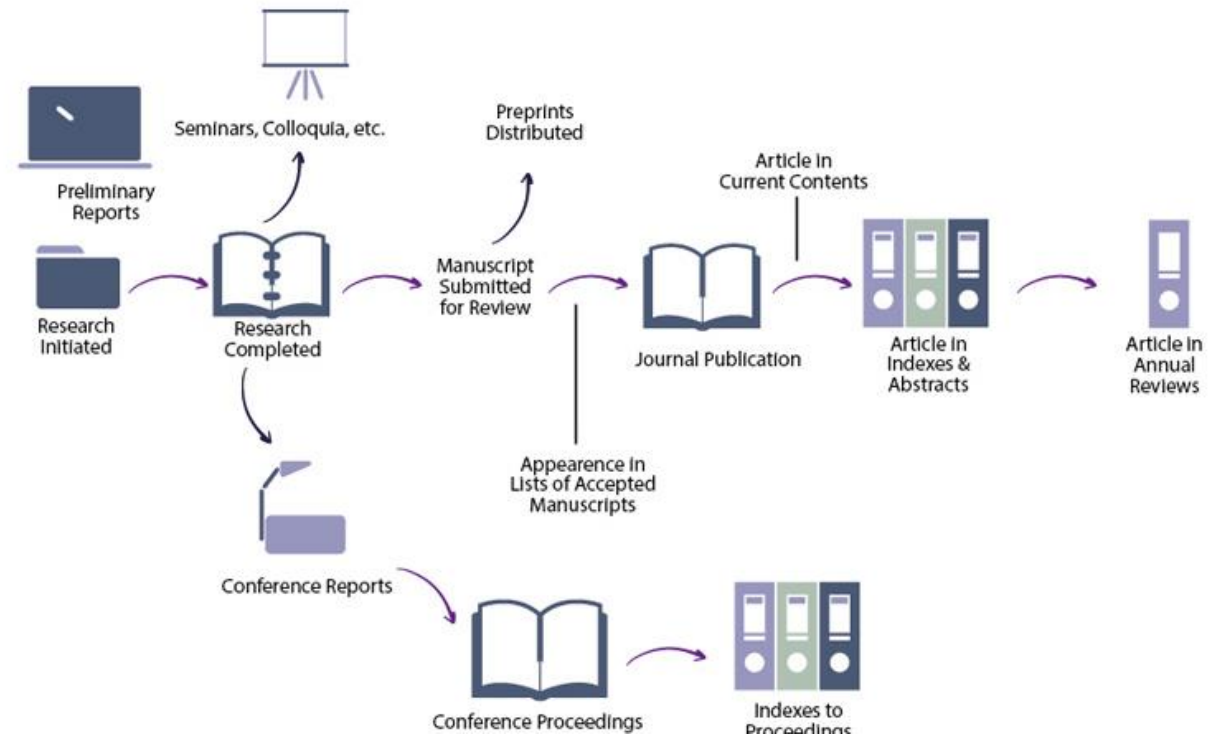 Seminars, Colloquia, etc.
Preliminary
Reports
Preprints
Distributed
Article in
Current Contents
Research
Initiated
Research
Completed
Manuscript
Submitted
for Review
Journal Publication
Article in
Indexes &
Abstracts
Article in
Annual
Reviews
Appearence in
Lists of Accepted
Manuscripts
Conference Reports
Conference Proceedings
Indexes to
Proceedings